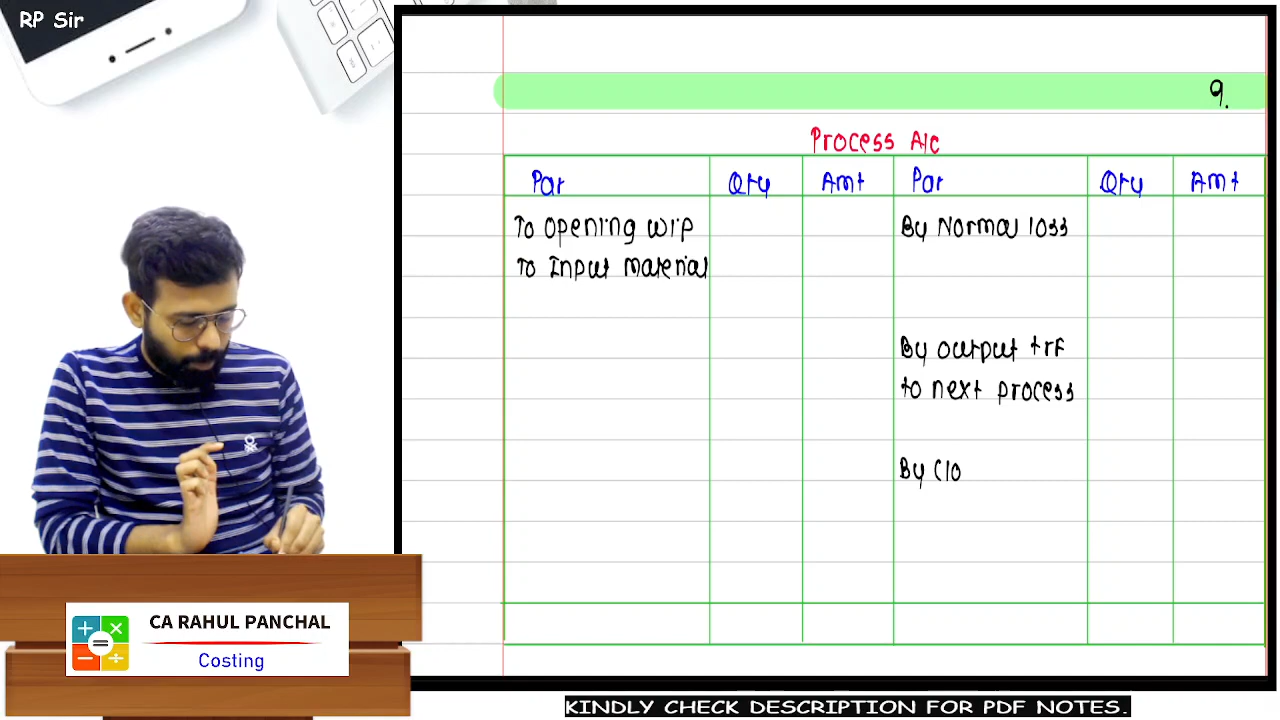 RP Sir
9.
Process A/c
Par Qty Amt Par Qty Amt
To Opening WIP
By Normal loss
To Input Material
By output trf
to next process
By Clo
CA RAHUL PANCHAL
Costing
KINDLY CHECK DESCRIPTION FOR PDF NOTES.